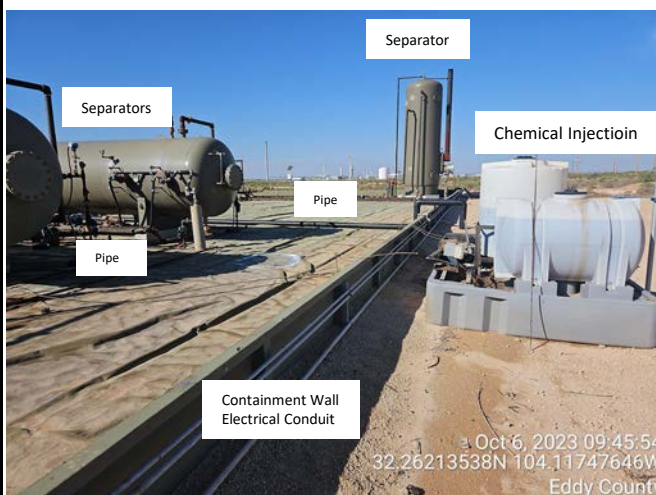 Separator
Separators
Chemical Injectioin
Pipe
Pipe
Containment Wall
Electrical Conduit
Oct 6, 2023 09:45:54
32.26213538N 104.11747646W
Eddy County